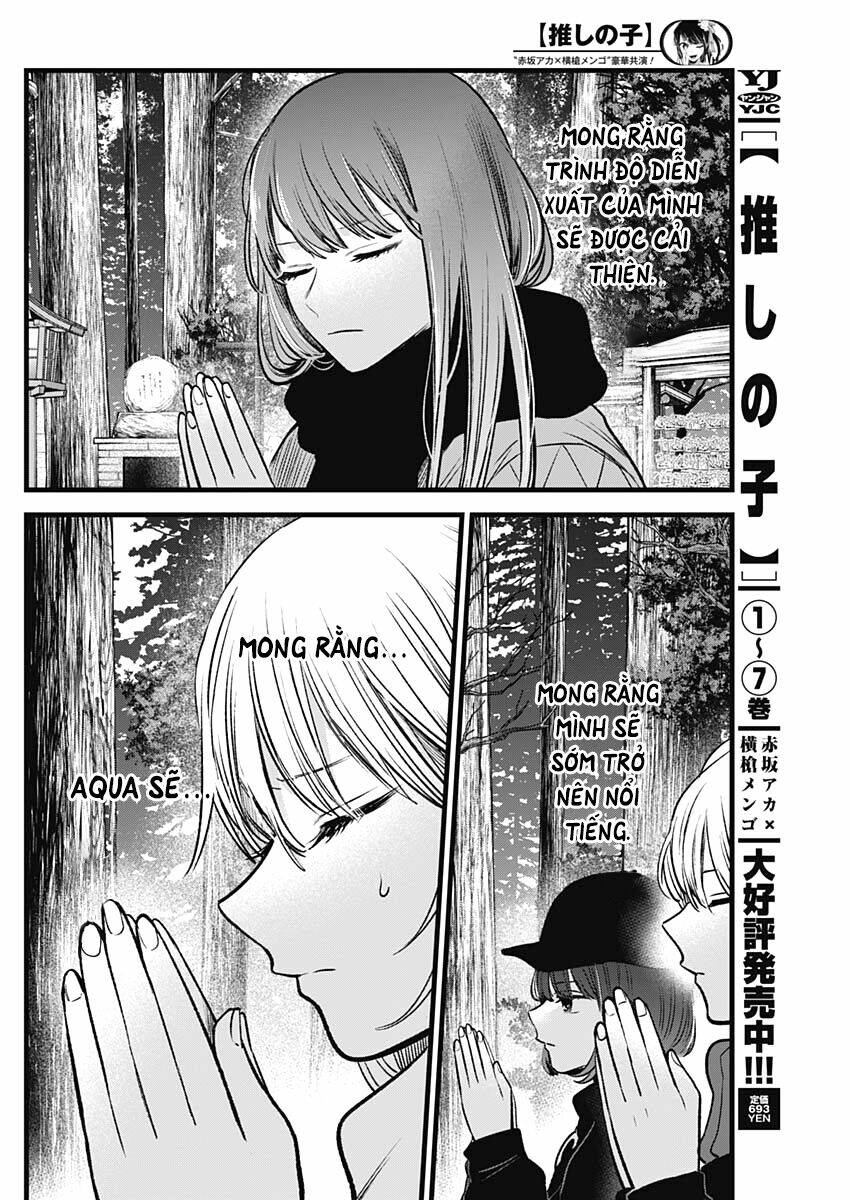 【推しの子】
“赤坂アカ×横槍メンゴ”豪華共演！
MONG RẰNG
TRÌNH ĐỘ DIỄN
XUẤT CỦA MÌNH
SẼ ĐƯỢC CẢI
THIỆN.
MONG RẰNG
MÌNH SẼ
SỚM TRỞ
NÊN NỔI
TIẾNG.
MONG RẰNG...
AQUA SẼ...
YJ
ヤンジャン
YJC
［【推しの子】］
①～⑦巻
赤坂アカ×
横槍メンゴ
大好評発売中!!!
定価
693
YEN